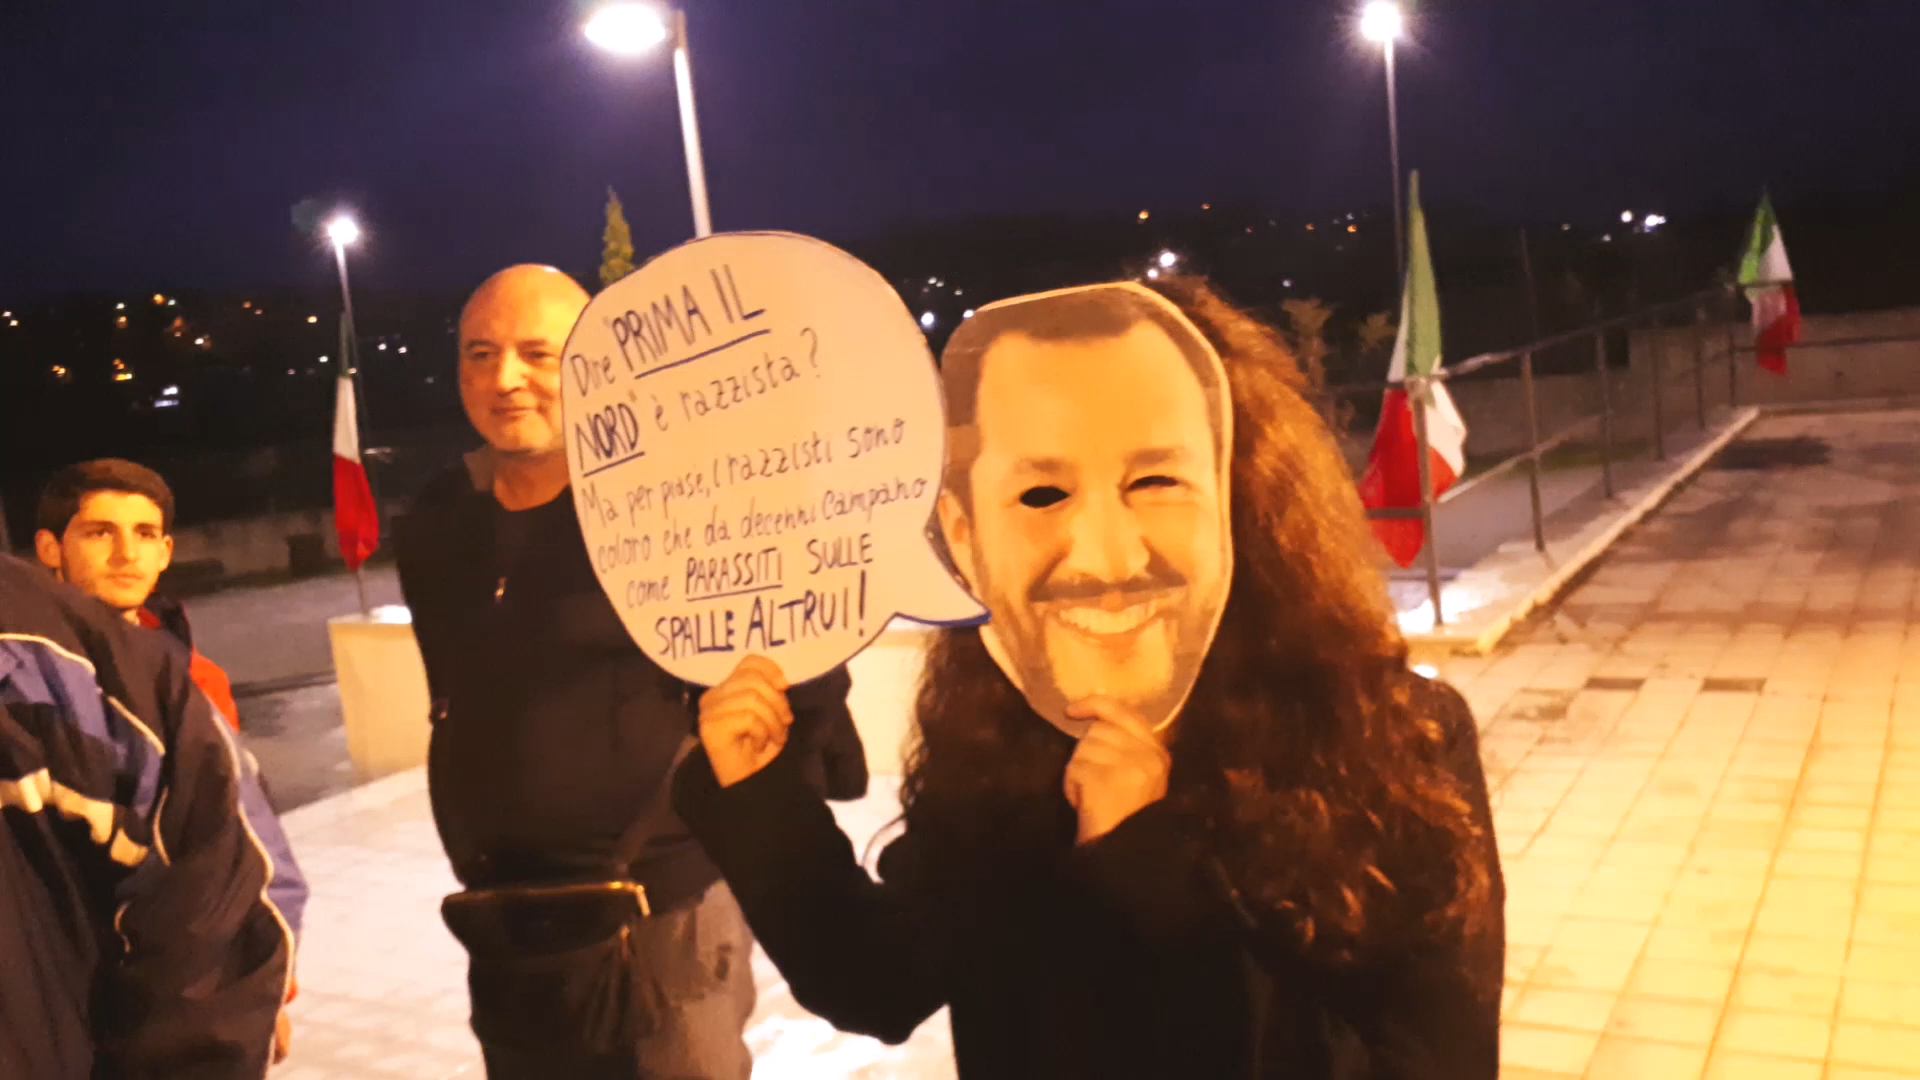 Dire "PRIMA IL
NORD" è razzista?
Ma per piasè, i razzisti sono
coloro che da decenni campano
come PARASSITI SULLE
SPALLE ALTRUI!